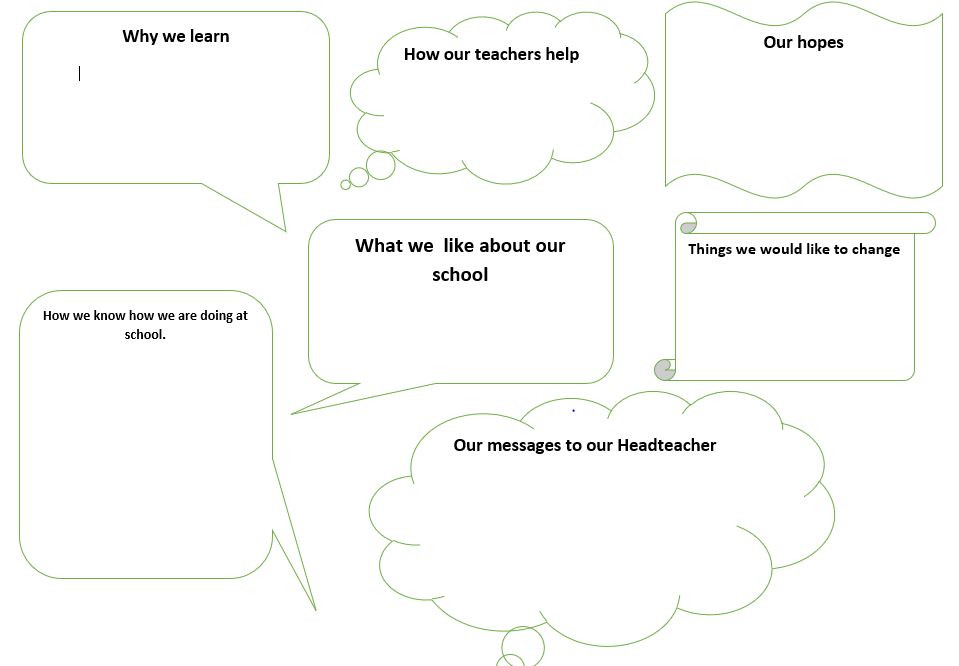 Why we learn
How our teachers help
Our hopes
What we  like about our
school
Things we would like to change
How we know how we are doing at
school.
Our messages to our Headteacher